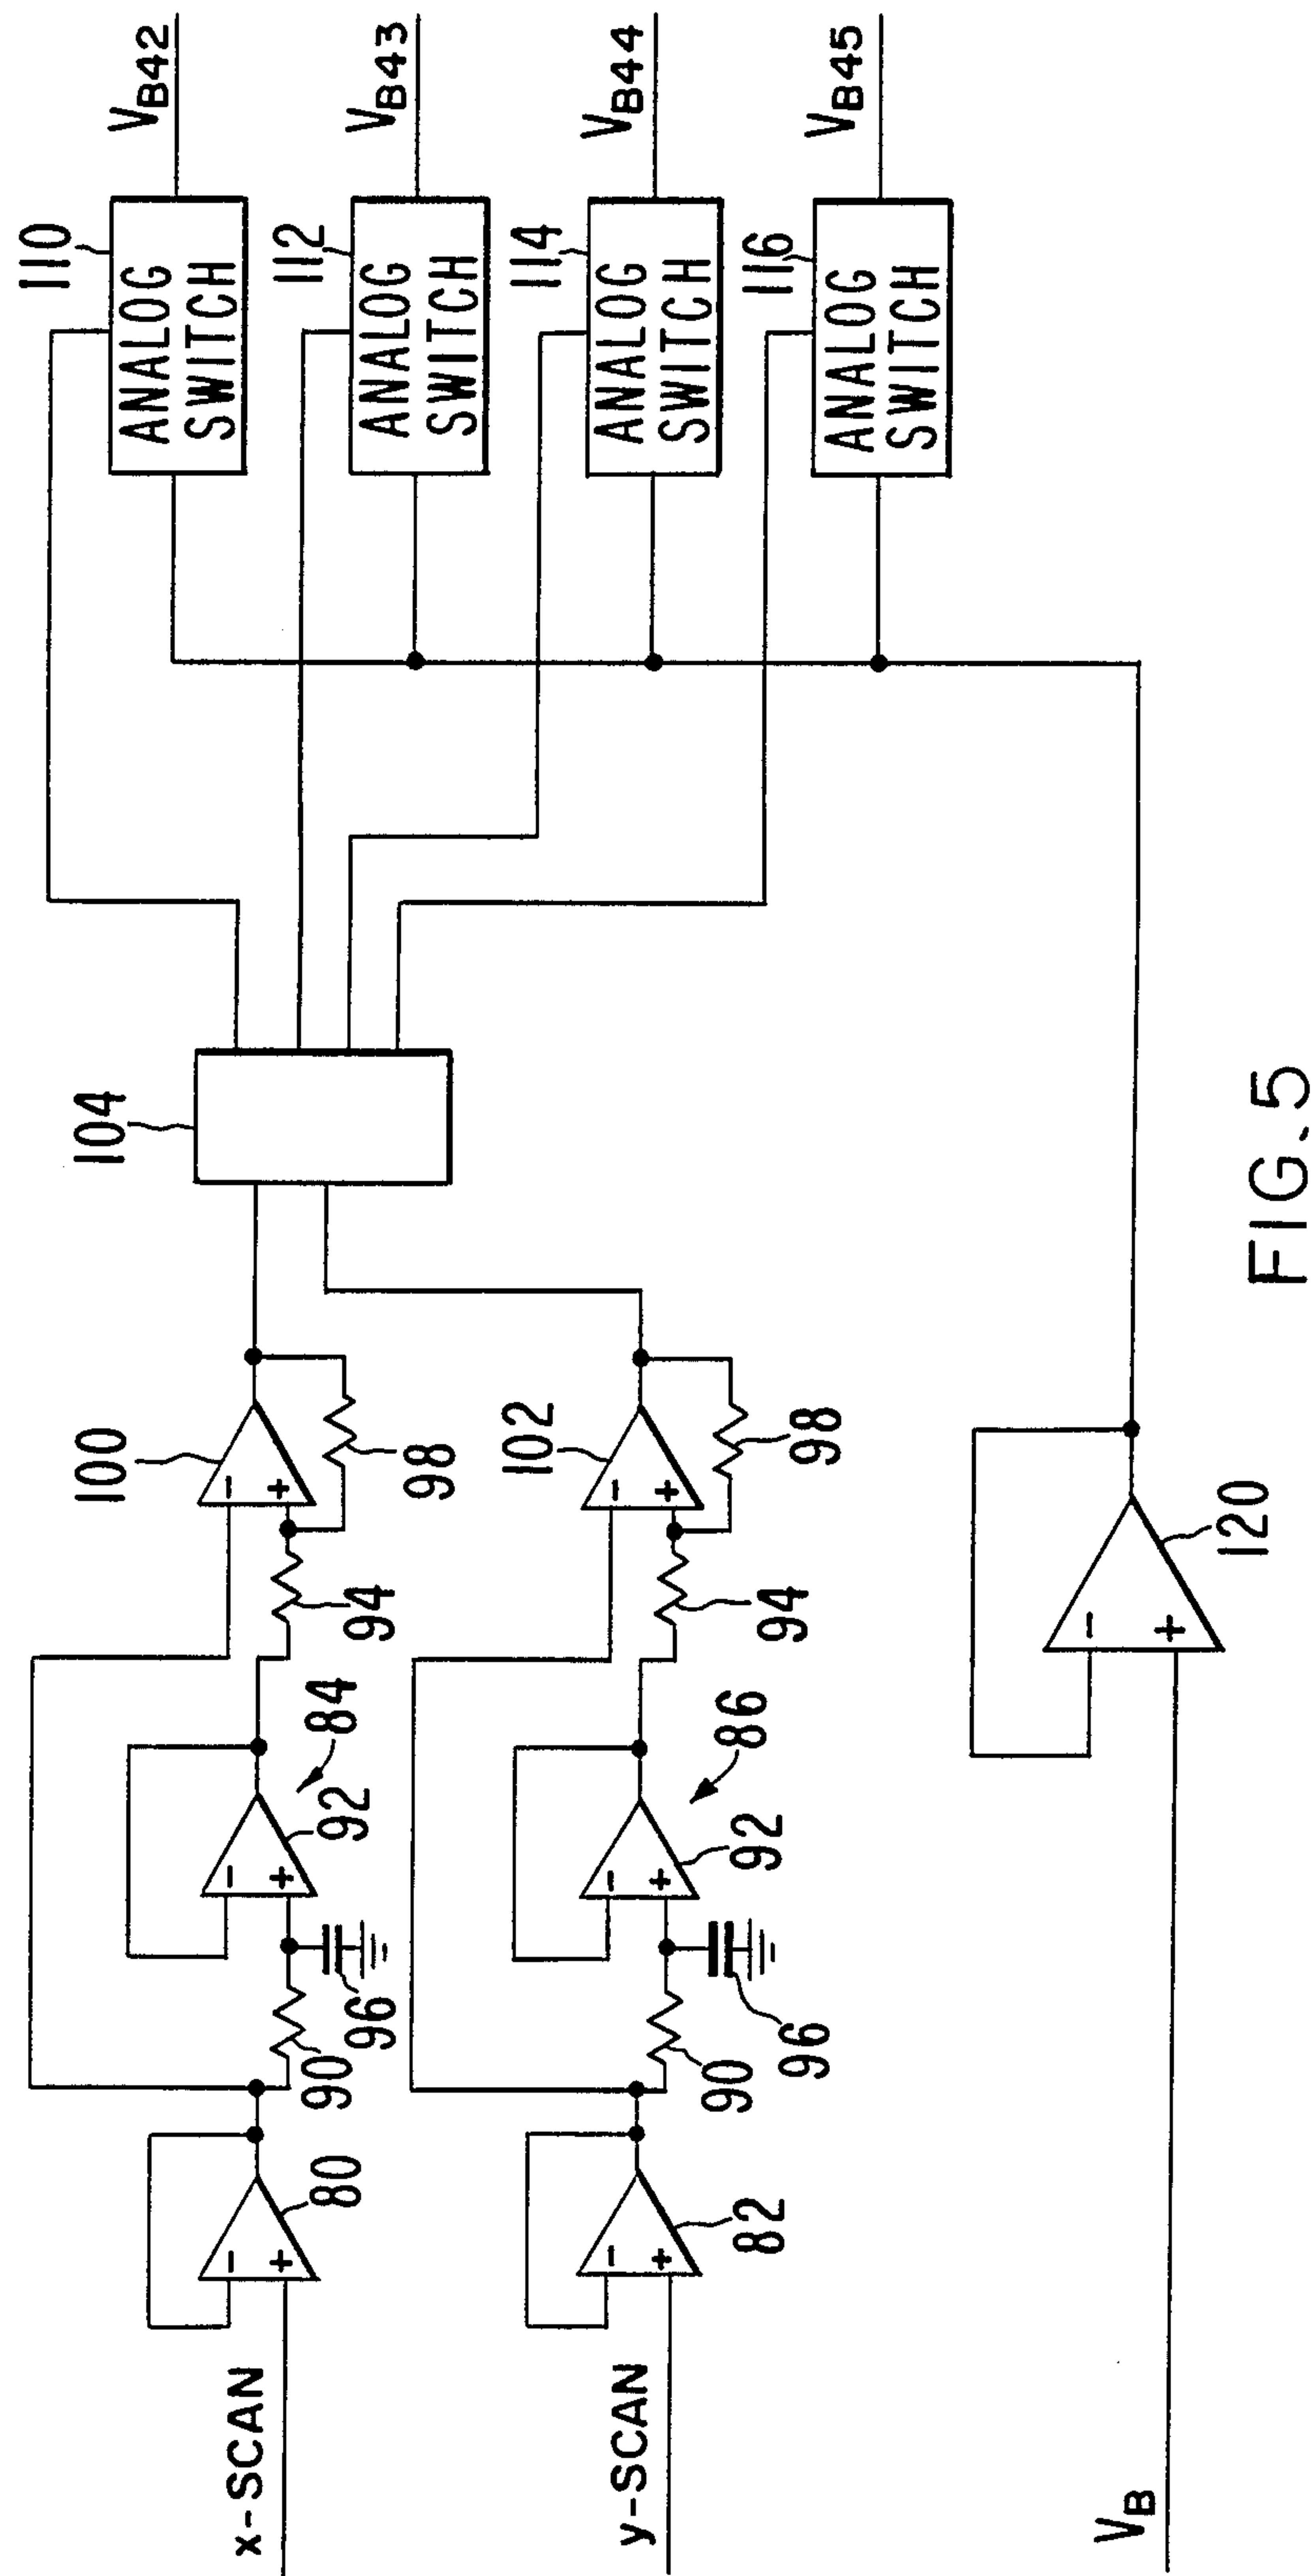 x-SCAN
80
90
96
92
84
94
98
100
104
110
ANALOG
SWITCH
VB42
112
ANALOG
SWITCH
VB43
114
ANALOG
SWITCH
VB44
116
ANALOG
SWITCH
VB45
y-SCAN
82
90
96
92
86
94
98
102
VB
120
- +
- +
- +
- +
- +
- +
- +
FIG. 5